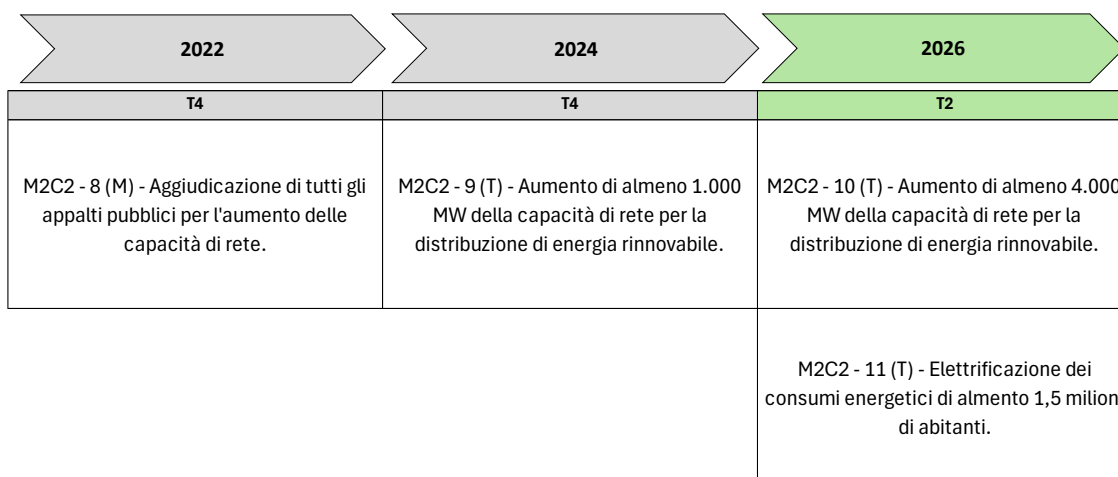 2022
2024
2026
T4
T4
T2
M2C2 - 8 (M) - Aggiudicazione di tutti gli
appalti pubblici per l'aumento delle
capacità di rete.
M2C2 - 9 (T) - Aumento di almeno 1.000
MW della capacità di rete per la
distribuzione di energia rinnovabile.
M2C2 - 10 (T) - Aumento di almeno 4.000
MW della capacità di rete per la
distribuzione di energia rinnovabile.
M2C2 - 11 (T) - Elettrificazione dei
consumi energetici di almento 1,5 milion
di abitanti.